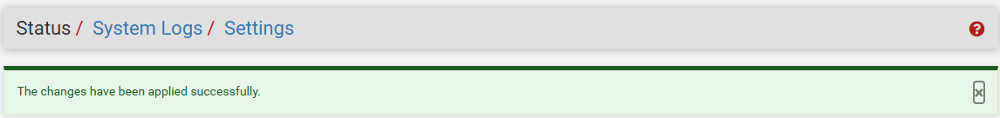 Status / System Logs / Settings
The changes have been applied successfully.